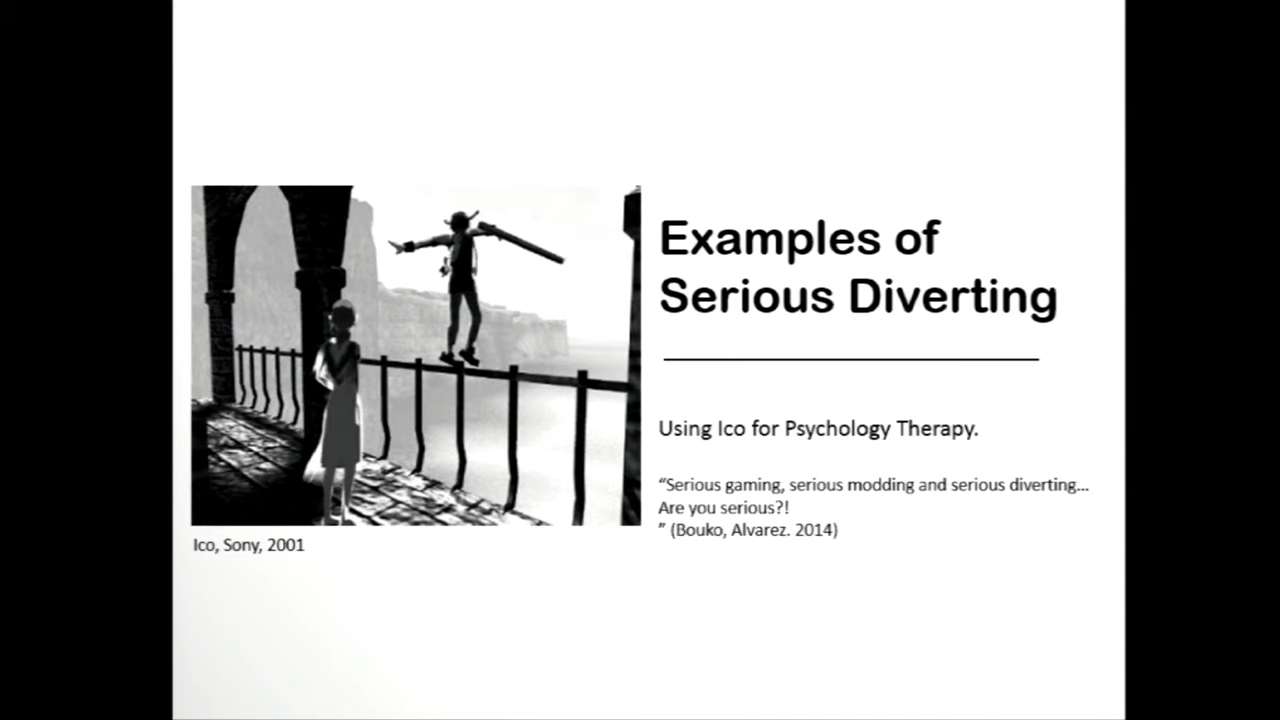 Examples of
Serious Diverting
Using Ico for Psychology Therapy.
“Serious gaming, serious modding and serious diverting...
Are you serious?!
” (Bouko, Alvarez. 2014)
Ico, Sony, 2001